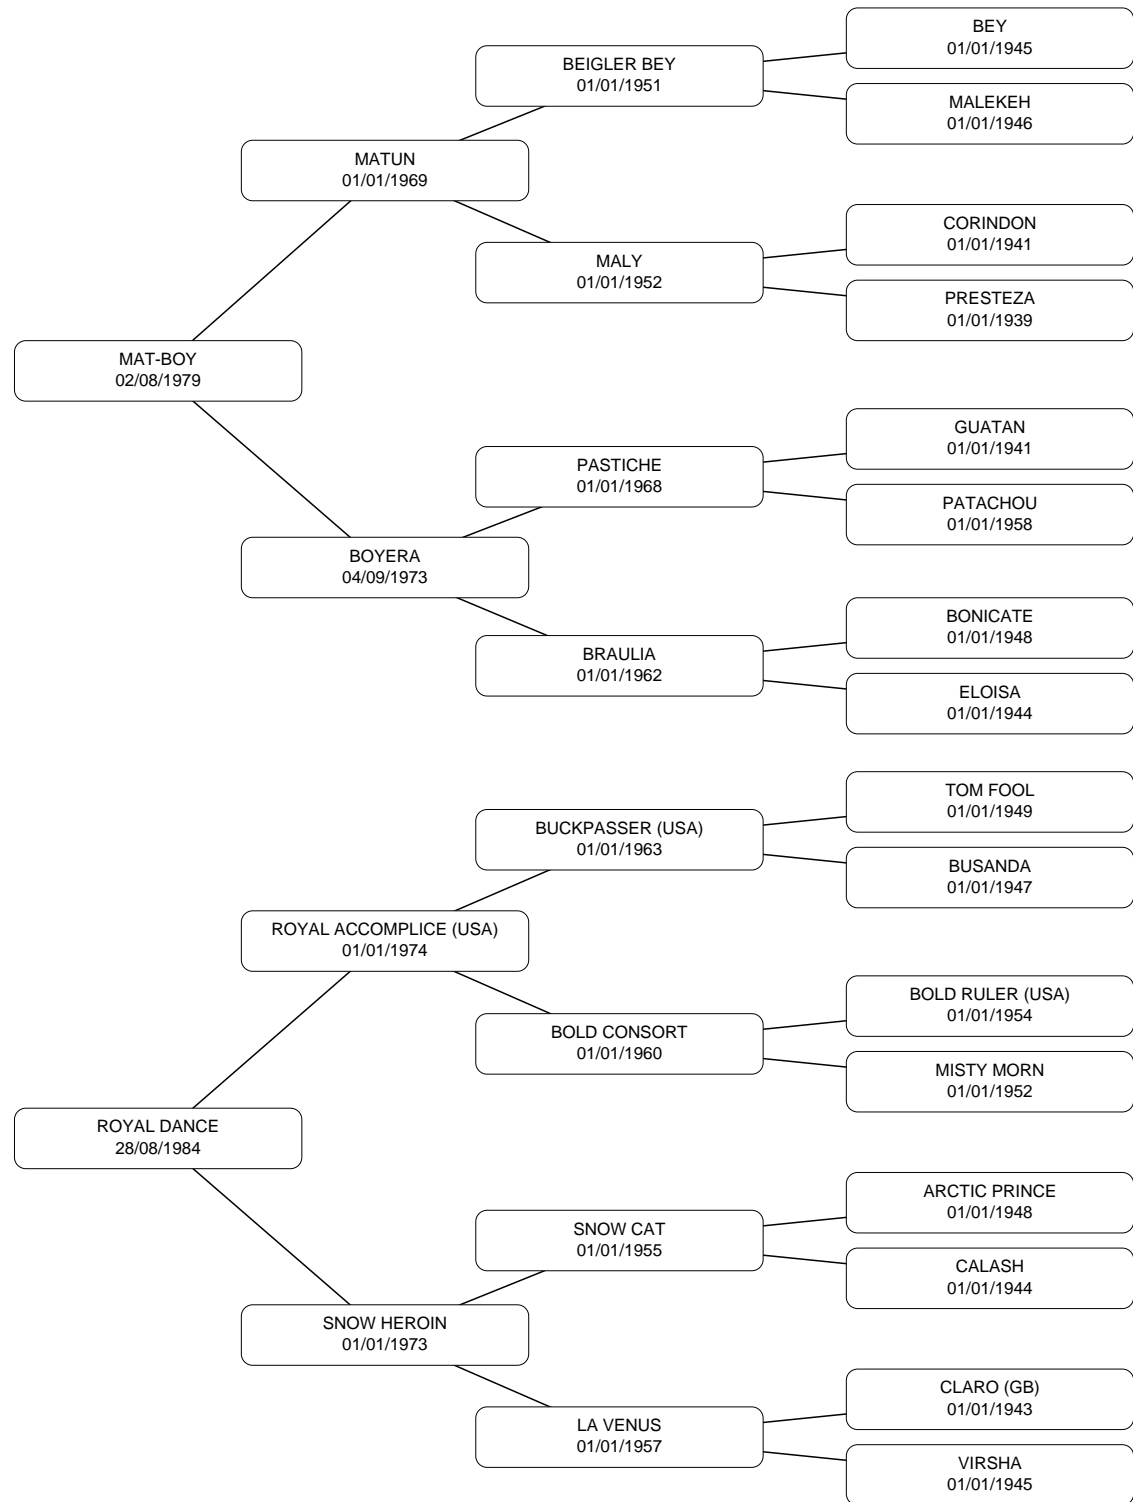 BEY
01/01/1945
BEIGLER BEY
01/01/1951
MALEKEH
01/01/1946
MATUN
01/01/1969
CORINDON
01/01/1941
MALY
01/01/1952
PRESTEZA
01/01/1939
MAT-BOY
02/08/1979
GUATAN
01/01/1941
PASTICHE
01/01/1968
PATACHOU
01/01/1958
BOYERA
04/09/1973
BONICATE
01/01/1948
BRAULIA
01/01/1962
ELOISA
01/01/1944
TOM FOOL
01/01/1949
BUCKPASSER (USA)
01/01/1963
BUSANDA
01/01/1947
ROYAL ACCOMPLICE (USA)
01/01/1974
BOLD RULER (USA)
01/01/1954
BOLD CONSORT
01/01/1960
MISTY MORN
01/01/1952
ROYAL DANCE
28/08/1984
ARCTIC PRINCE
01/01/1948
SNOW CAT
01/01/1955
CALASH
01/01/1944
SNOW HEROIN
01/01/1973
CLARO (GB)
01/01/1943
LA VENUS
01/01/1957
VIRSHA
01/01/1945